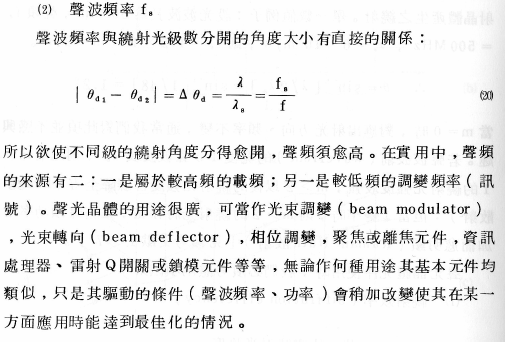 (2) 聲波頻率 fₛ
聲波頻率與繞射光級數分開的角度大小有直接的關係：
| θd1 − θd2 | = Δ θd = λ/λs = fs/f (20)
所以欲使不同級的繞射角度分得愈開，聲頻須愈高。在實用中，聲頻
的來源有二：一是屬於較高頻的載頻；另一是較低頻的調變頻率（訊
號）。聲光晶體的用途很廣，可當作光束調變（beam modulator）
，光束轉向（beam deflector），相位調變，聚焦或離焦元件，資訊
處理器、雷射Q開關或鎖模元件等等，無論作何種用途其基本元件均
類似，只是其驅動的條件（聲波頻率、功率）會稍加改變使其在某一
方面應用時能達到最佳化的情況。